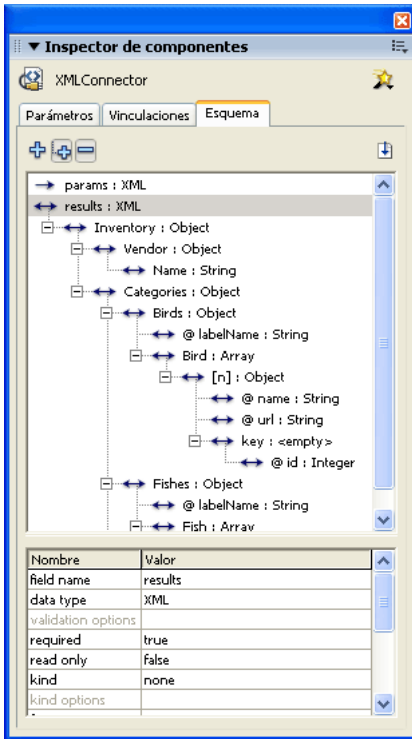 Inspector de componentes
XMLConnector
Parámetros Vinculaciones Esquema
params : XML
results : XML
Inventory : Object
Vendor : Object
Name : String
Categories : Object
Birds : Object
@ labelName : String
Bird : Array
[n] : Object
@ name : String
@ url : String
key : <empty>
@ id : Integer
Fishes : Object
@ labelName : String
Fish : Array
Nombre Valor
field name results
data type XML
validation options
required true
read only false
kind none
kind options